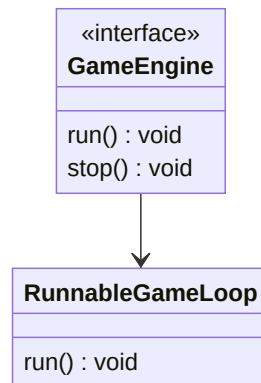 «interface»
GameEngine
run() : void
stop() : void
RunnableGameLoop
run() : void